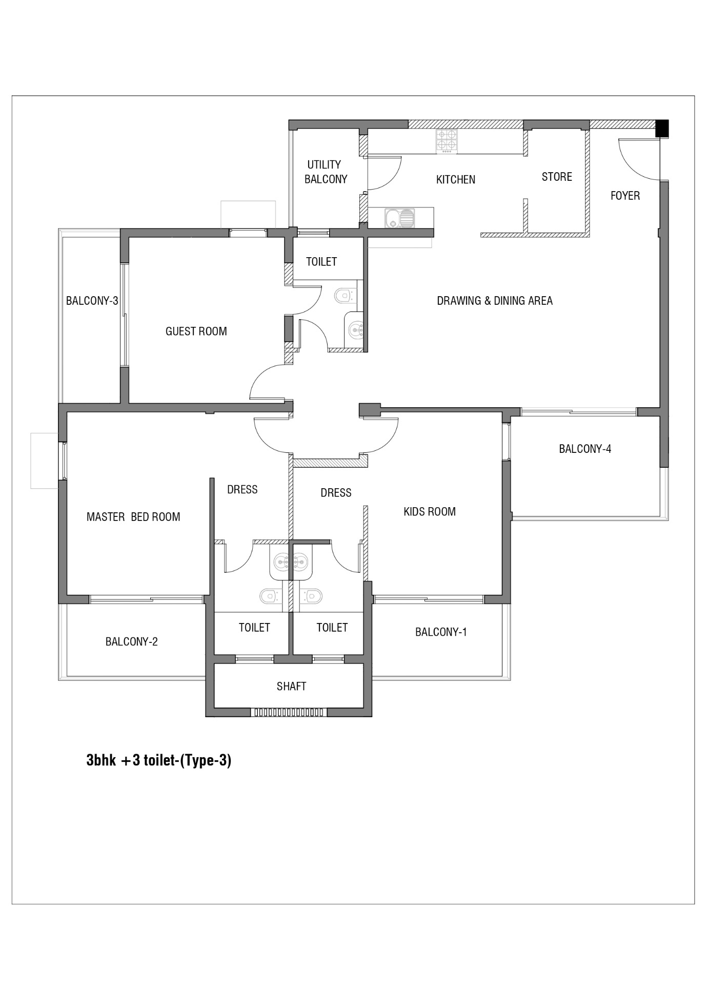 UTILITY
BALCONY
KITCHEN
STORE
FOYER
TOILET
BALCONY-3
DRAWING & DINING AREA
GUEST ROOM
BALCONY-4
DRESS
DRESS
MASTER BED ROOM
KIDS ROOM
TOILET
TOILET
BALCONY-1
BALCONY-2
SHAFT
3bhk +3 toilet-(Type-3)